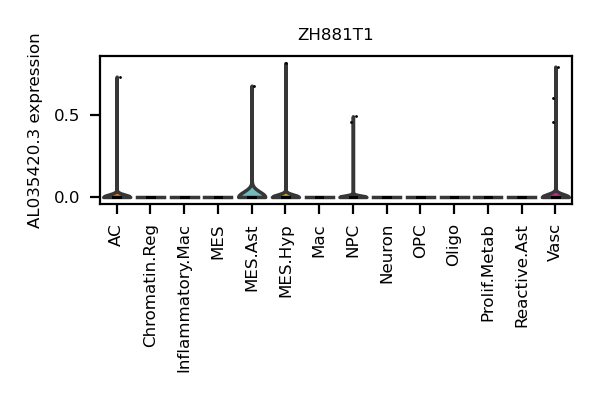 ZH881T1
AL035420.3 expression
0.5
0.0
AC
Chromatin.Reg
Inflammatory.Mac
MES
MES.Ast
MES.Hyp
Mac
NPC
Neuron
OPC
Oligo
Prolif.Metab
Reactive.Ast
Vasc